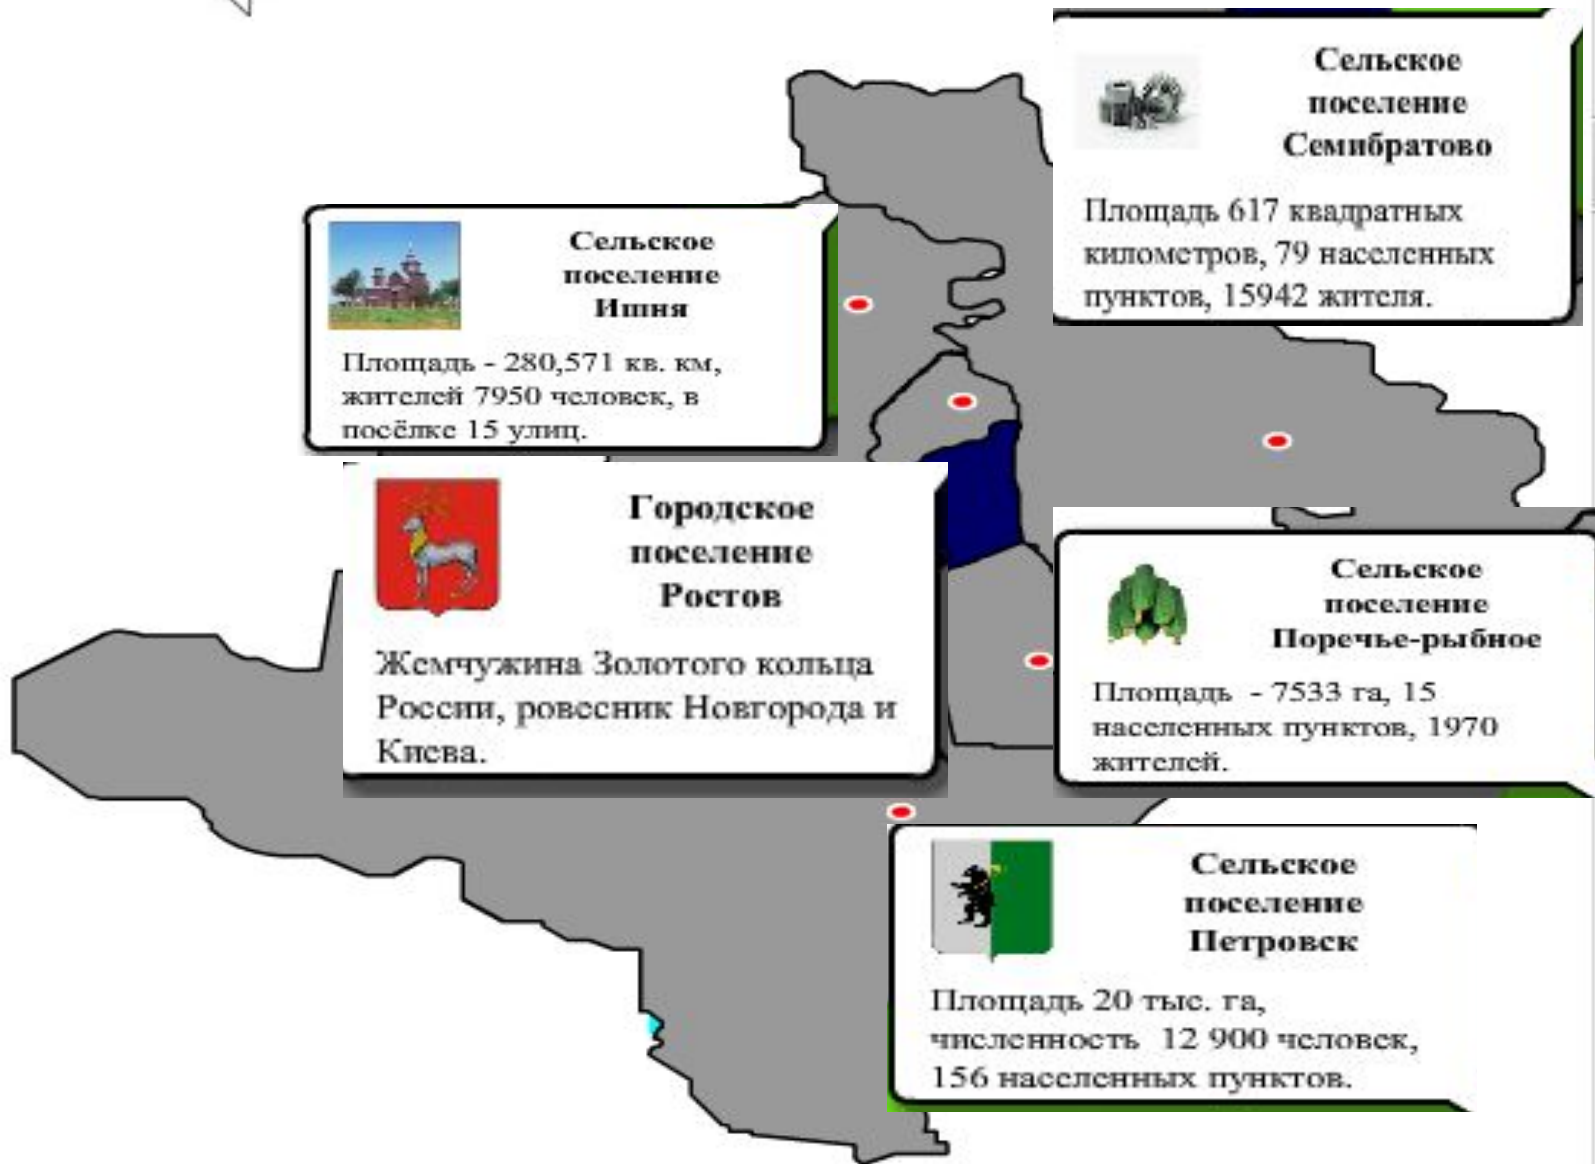 Сельское
поселение
Семибратово
Площадь 617 квадратных
километров, 79 населенных
пунктов, 15942 жителя.
Сельское
поселение
Ишня
Площадь - 280,571 кв. км,
жителей 7950 человек, в
посёлке 15 улиц.
Городское
поселение
Ростов
Жемчужина Золотого кольца
России, ровесник Новгорода и
Киева.
Сельское
поселение
Поречье-рыбное
Площадь - 7533 га, 15
населенных пунктов, 1970
жителей.
Сельское
поселение
Петровск
Площадь 20 тыс. га,
численность 12 900 человек,
156 населенных пунктов.